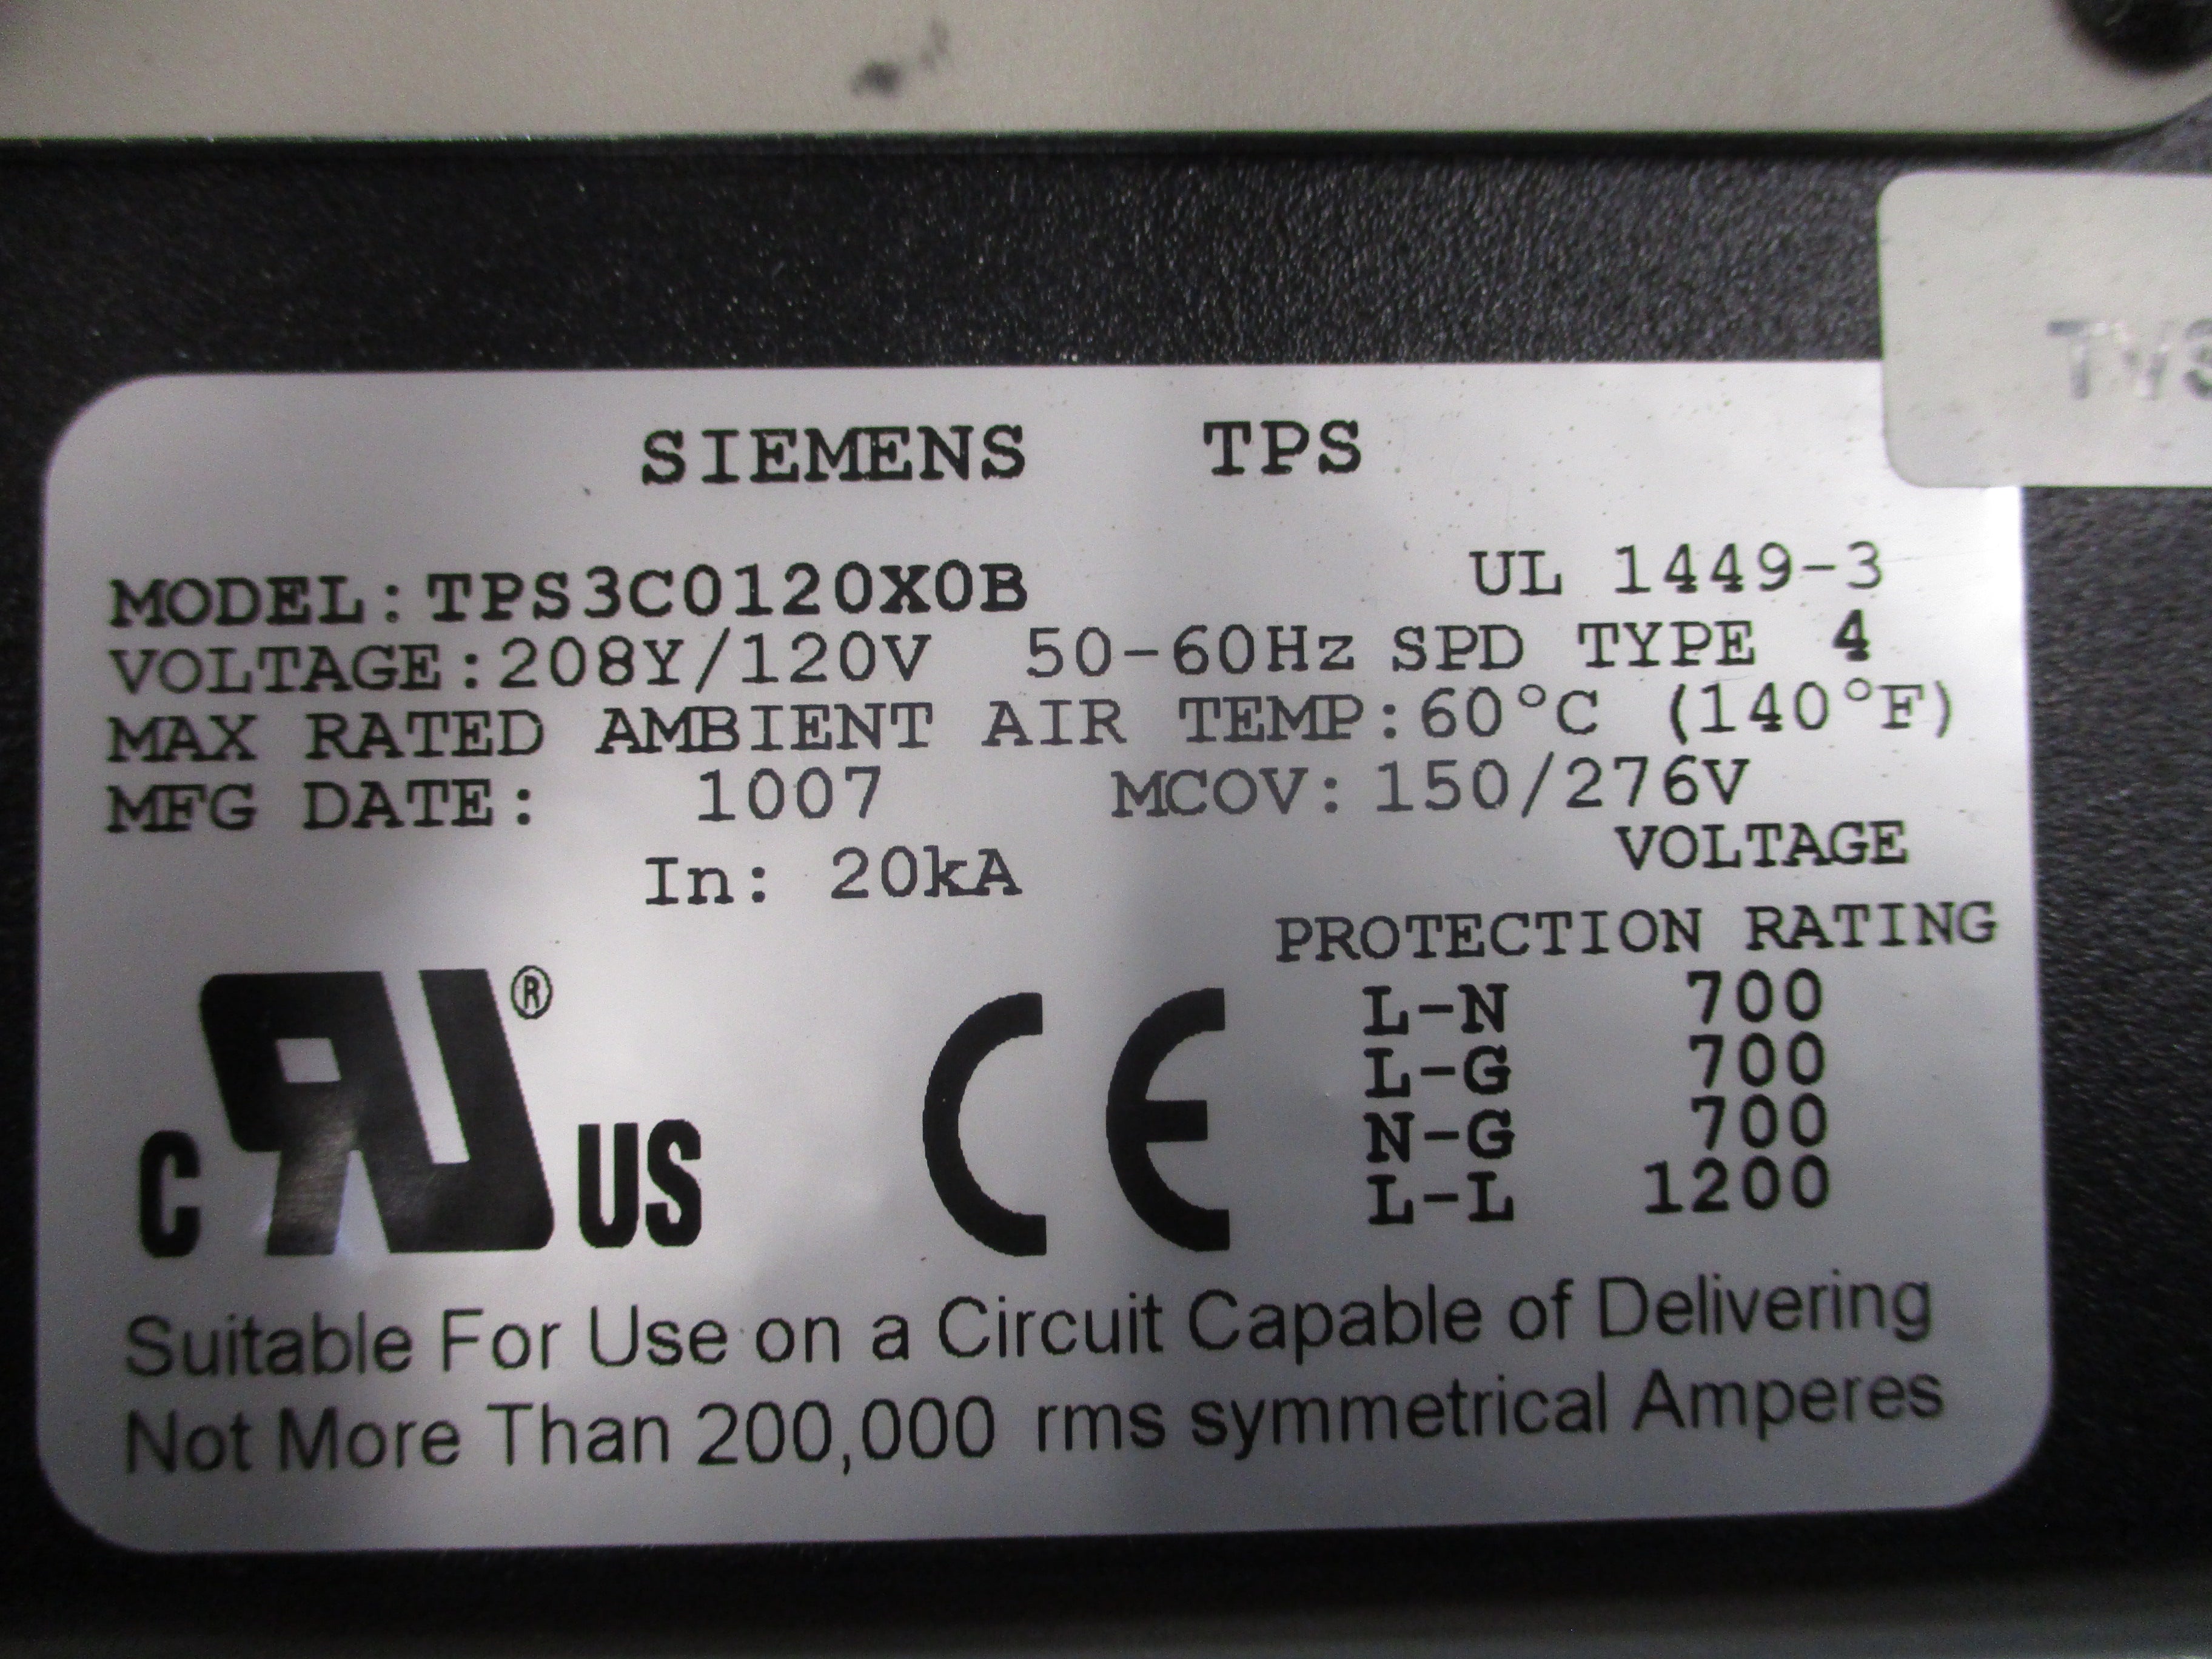 SIEMENS TPS
MODEL:TPS3C0120X0B UL 1449-3
VOLTAGE:208Y/120V 50-60Hz SPD TYPE 4
MAX RATED AMBIENT AIR TEMP:60°C (140°F)
MFG DATE: 1007 MCOV: 150/276V
In: 20kA
VOLTAGE
PROTECTION RATING
L-N 700
L-G 700
N-G 700
L-L 1200
C RU® US CE
Suitable For Use on a Circuit Capable of Delivering
Not More Than 200,000 rms symmetrical Amperes